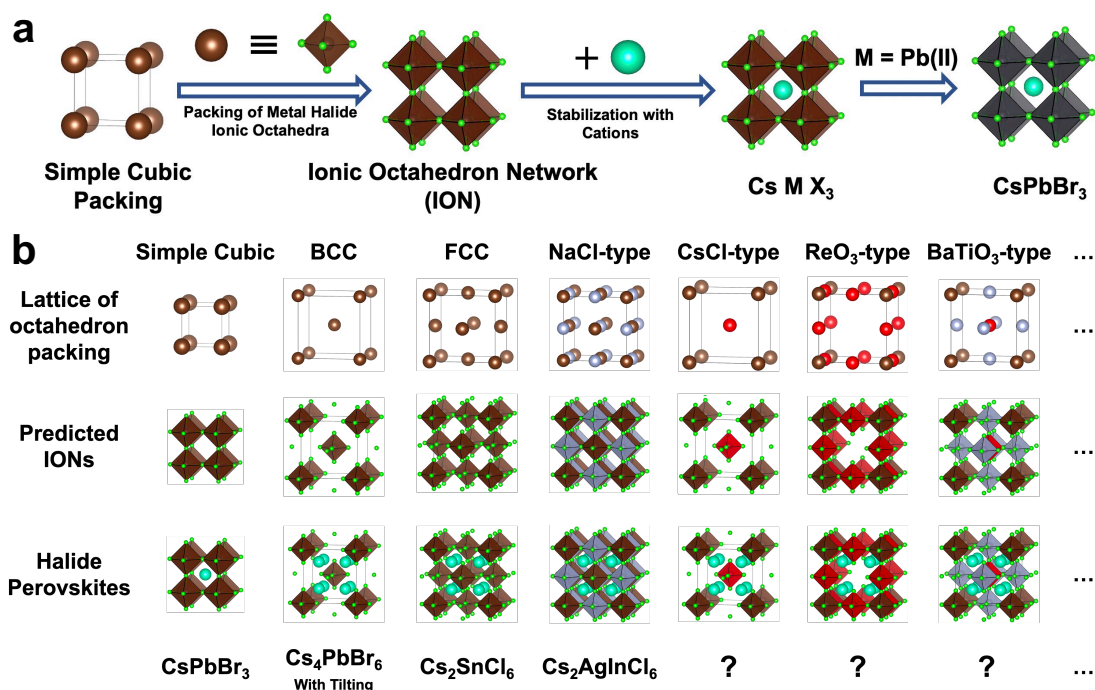 a
Packing of Metal Halide
Ionic Octahedra
Simple Cubic
Packing
≡
Ionic Octahedron Network
(ION)
+
Stabilization with
Cations
Cs M X₃
M = Pb(II)
CsPbBr₃
b
Simple Cubic BCC FCC NaCl-type CsCl-type ReO₃-type BaTiO₃-type ...
Lattice of
octahedron
packing
...
Predicted
IONs
...
Halide
Perovskites
...
CsPbBr₃ Cs₄PbBr₆ Cs₂SnCl₆ Cs₂AgInCl₆ ? ? ? ...
With Tilting